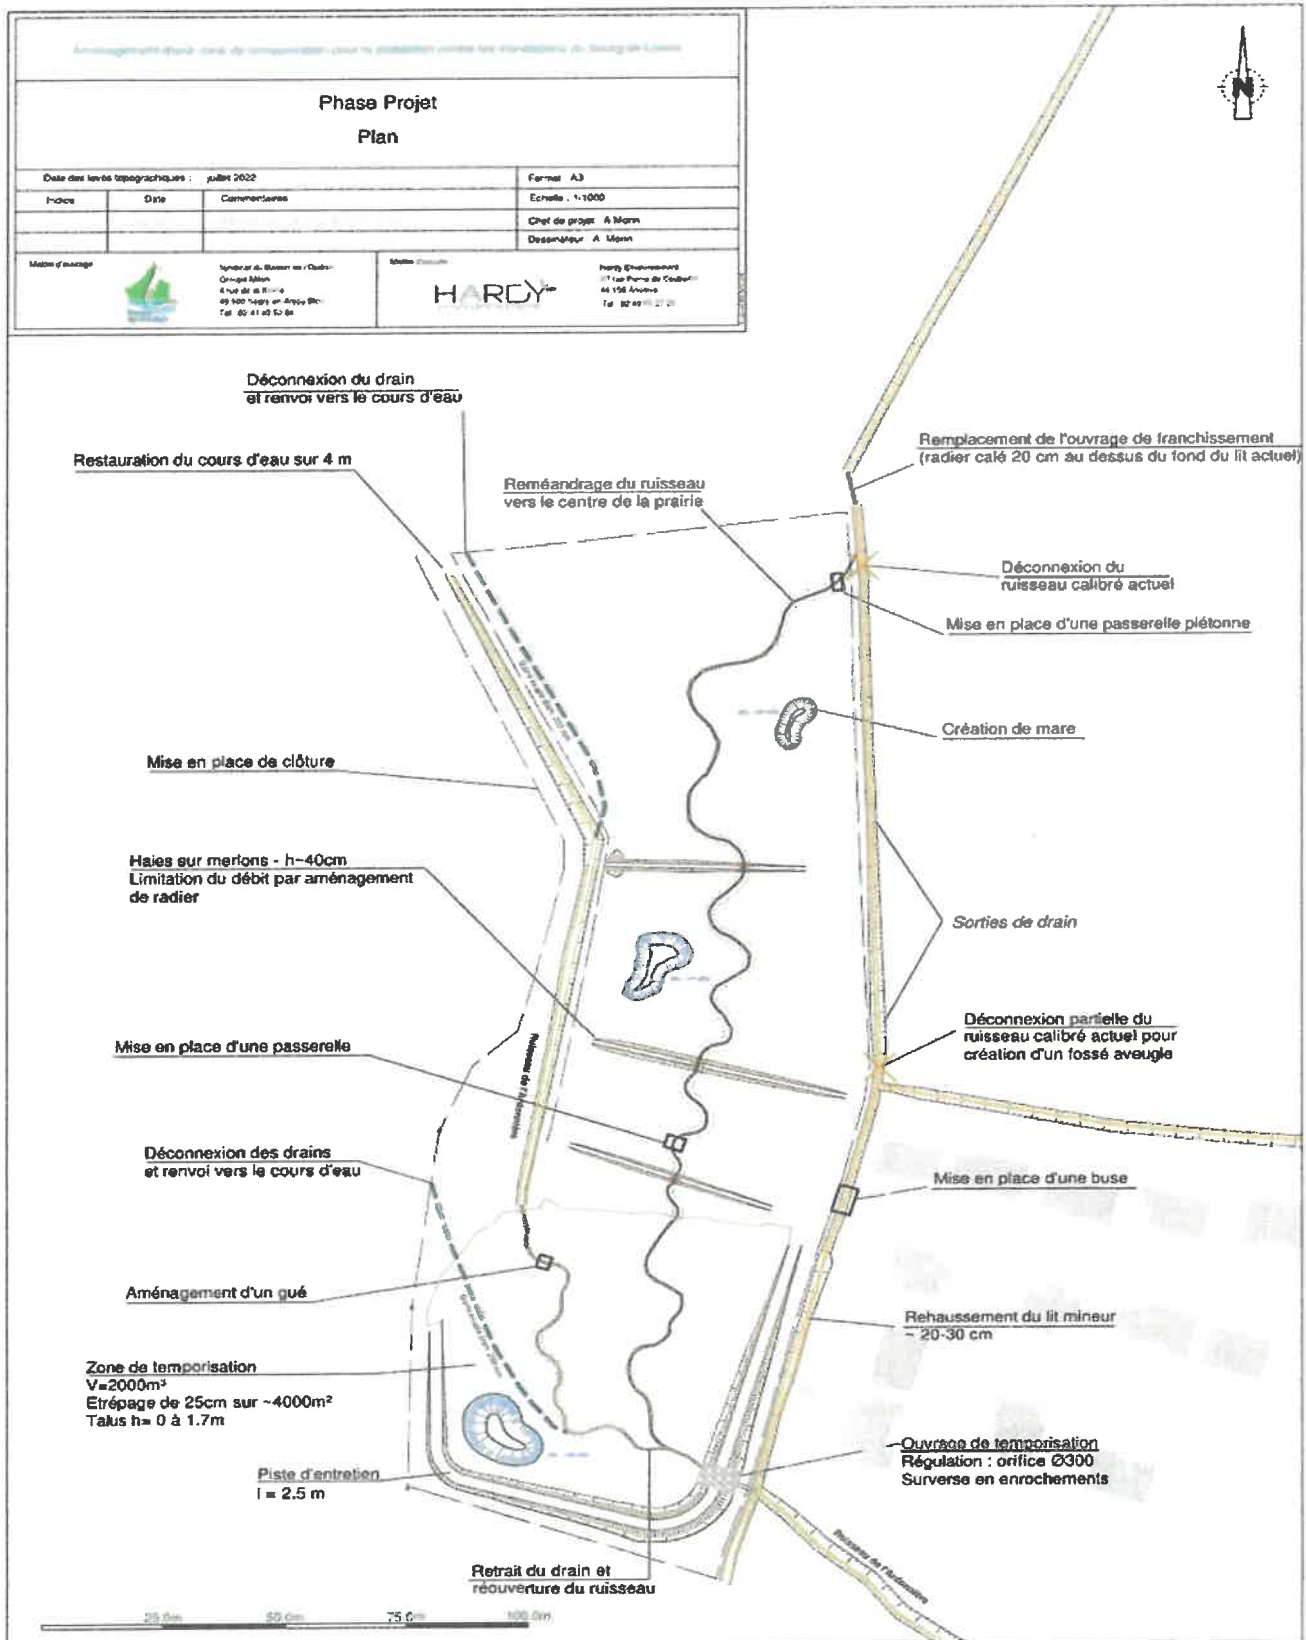 Phase Projet
Plan
Date des levés topographiques : juillet 2022
Format A3
Indice
Date
Commentaires
Echelle : 1:1000
Chef de projet A Morin
Dessinateur A Morin
HARDY
N
Déconnexion du drain
et renvoi vers le cours d'eau
Restauration du cours d'eau sur 4 m
Reméandrage du ruisseau
vers le centre de la prairie
Remplacement de l'ouvrage de franchissement
(radier calé 20 cm au dessus du fond du lit actuel)
Déconnexion du
ruisseau calibré actuel
Mise en place d'une passerelle piétonne
Création de mare
Mise en place de clôture
Haies sur merlons - h~40cm
Limitation du débit par aménagement
de radier
Sorties de drain
Déconnexion partielle du
ruisseau calibré actuel pour
création d'un fossé aveugle
Mise en place d'une passerelle
Déconnexion des drains
et renvoi vers le cours d'eau
Mise en place d'une buse
Aménagement d'un gué
Rehaussement du lit mineur
~ 20-30 cm
Zone de temporisation
V=2000m³
Etrépage de 25cm sur ~4000m²
Talus h= 0 à 1.7m
Ouvrage de temporisation
Régulation : orifice Ø300
Surverse en enrochements
Piste d'entretien
l = 2.5 m
Retrait du drain et
réouverture du ruisseau
25.0m
50.0m
75.0m
100.0m